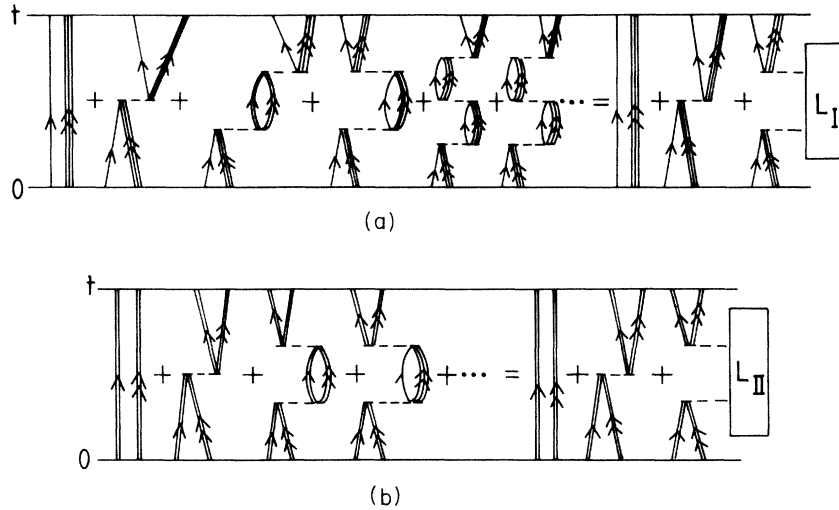 t + + + + + ... = + + L_I
0
(a)
t + + + + ... = + + L_II
0
(b)